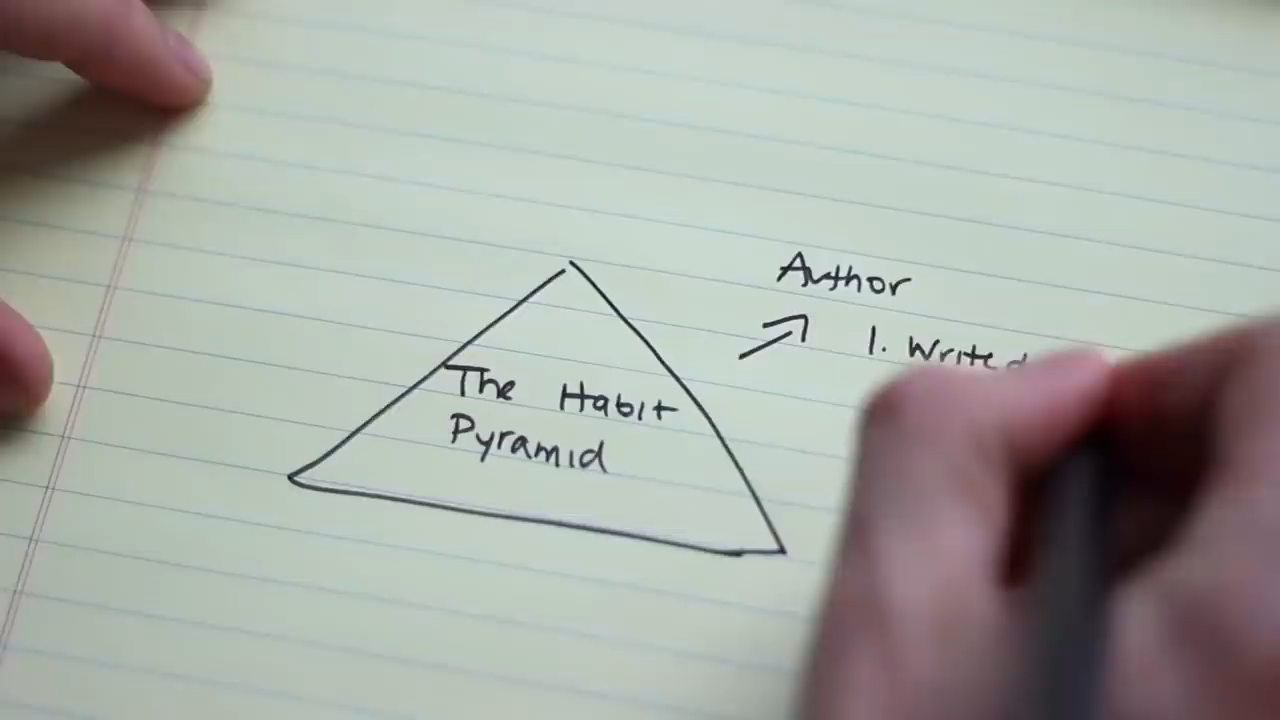 Author
1. Write
The Habit
Pyramid